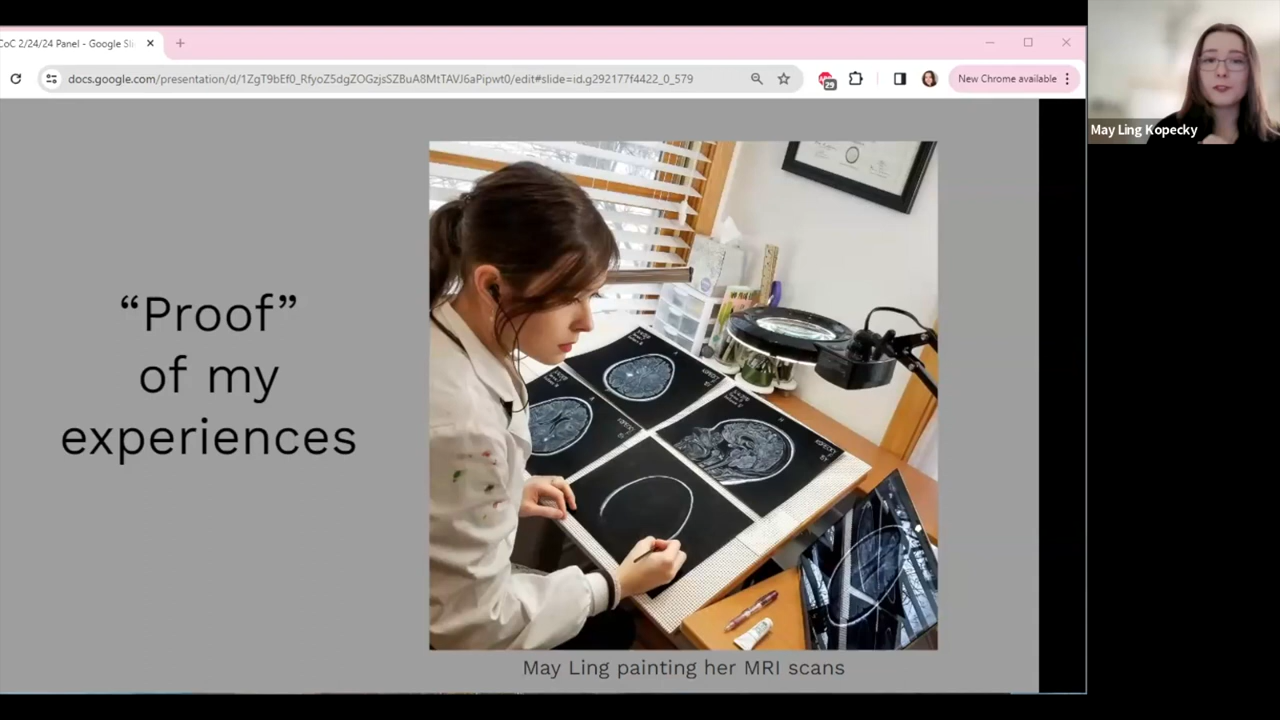 CoC 2/24/24 Panel - Google Sli
docs.google.com/presentation/d/1ZgT9bEf0_RfyoZ5dgZOGzjsSZBuA8MtTAVJ6aPipwt0/edit#slide=id.g292177f4422_0_579
29
New Chrome available
May Ling Kopecky
“Proof”
of my
experiences
May Ling painting her MRI scans